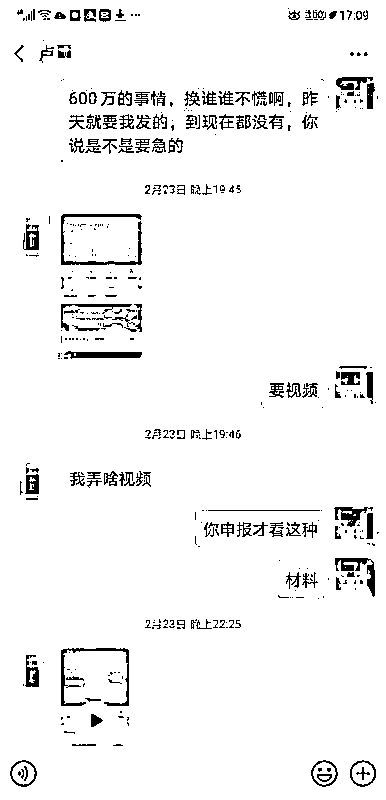 17:09
卢
600万的事情，换谁谁不慌啊，昨
天就要我发的，到现在都没有，你
说是不是要急的
2月23日 晚上19:45
要视频
2月23日 晚上19:46
我弄啥视频
你申报才看这种
材料
2月23日 晚上22:25